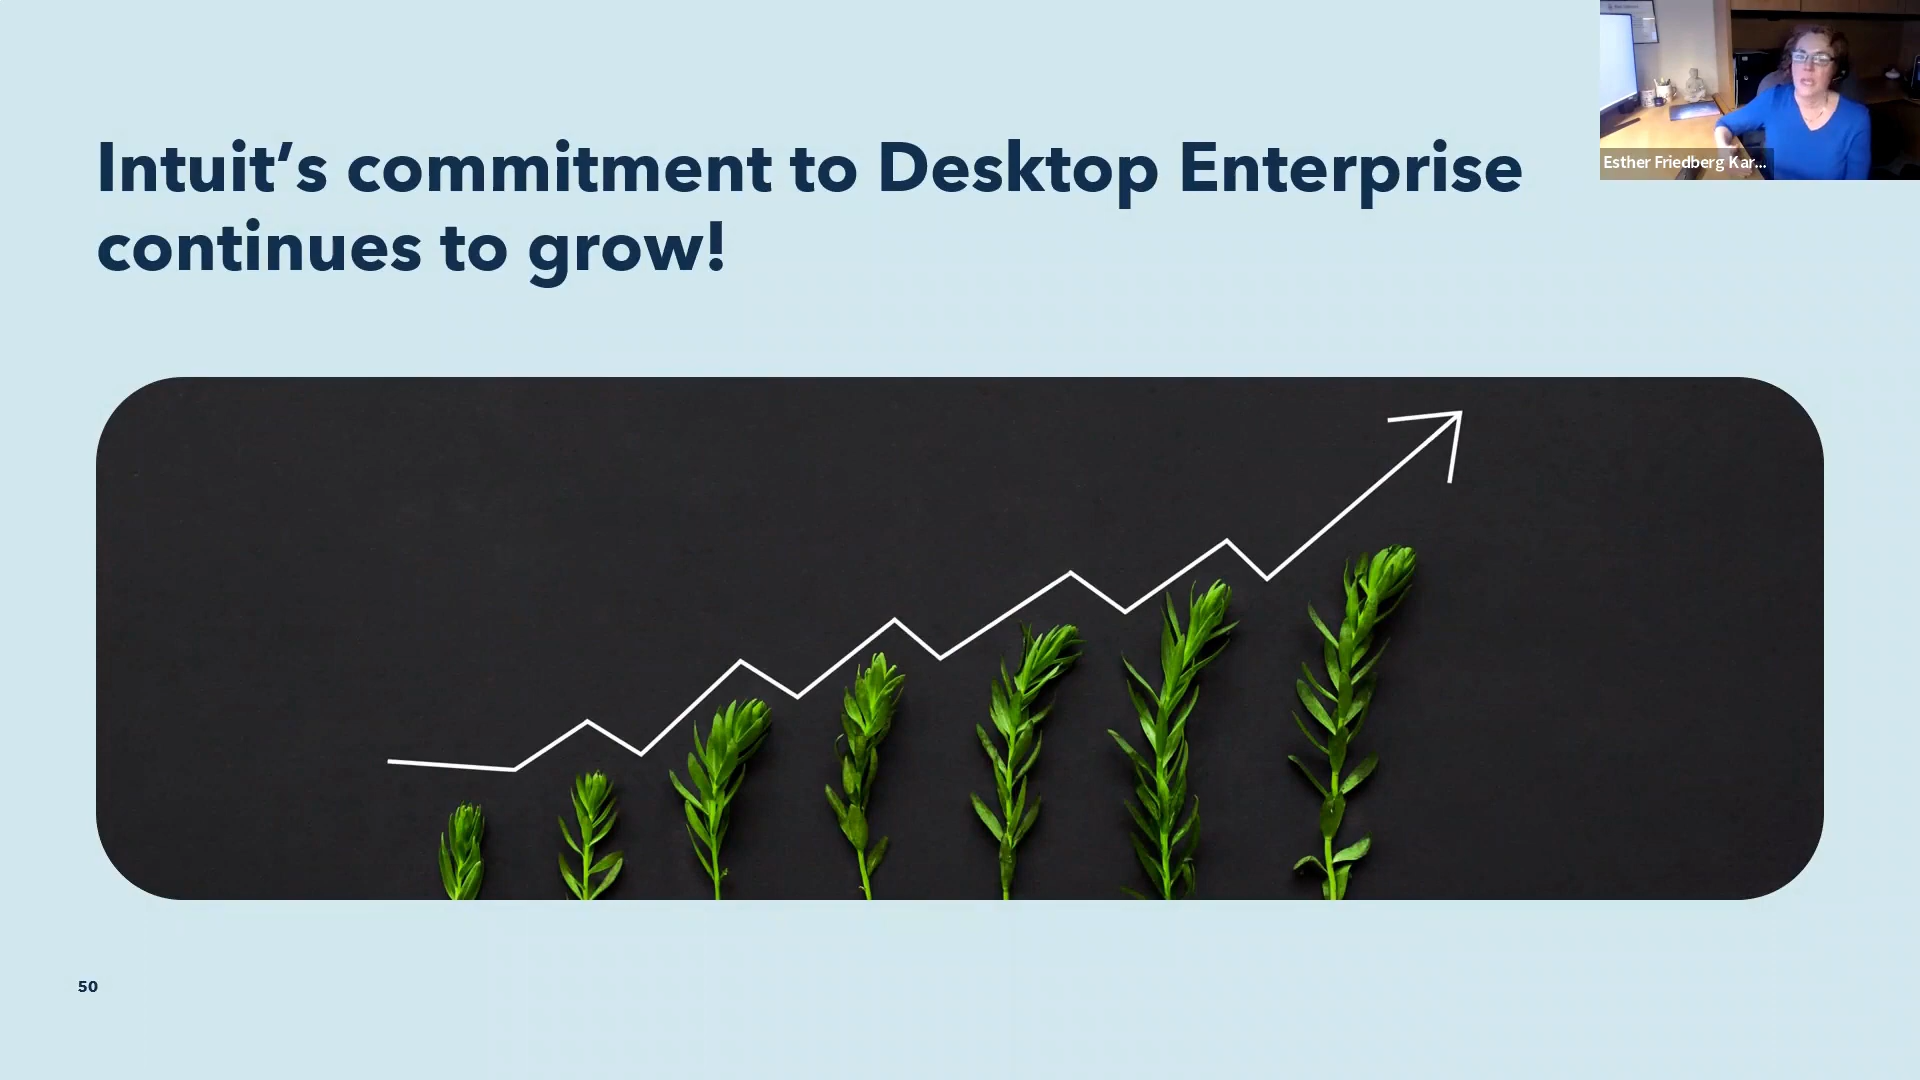 Intuit’s commitment to Desktop Enterprise
continues to grow!
Esther Friedberg Kar...
50